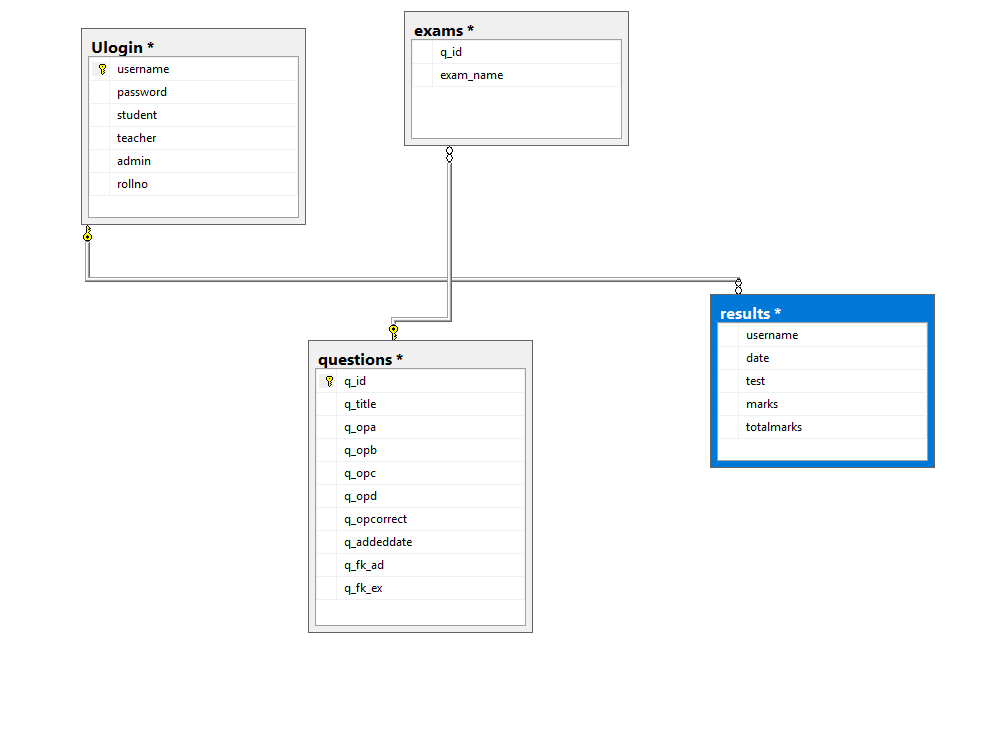 Ulogin *
username
password
student
teacher
admin
rollno
exams *
q_id
exam_name
questions *
q_id
q_title
q_opa
q_opb
q_opc
q_opd
q_opcorrect
q_addeddate
q_fk_ad
q_fk_ex
results *
username
date
test
marks
totalmarks